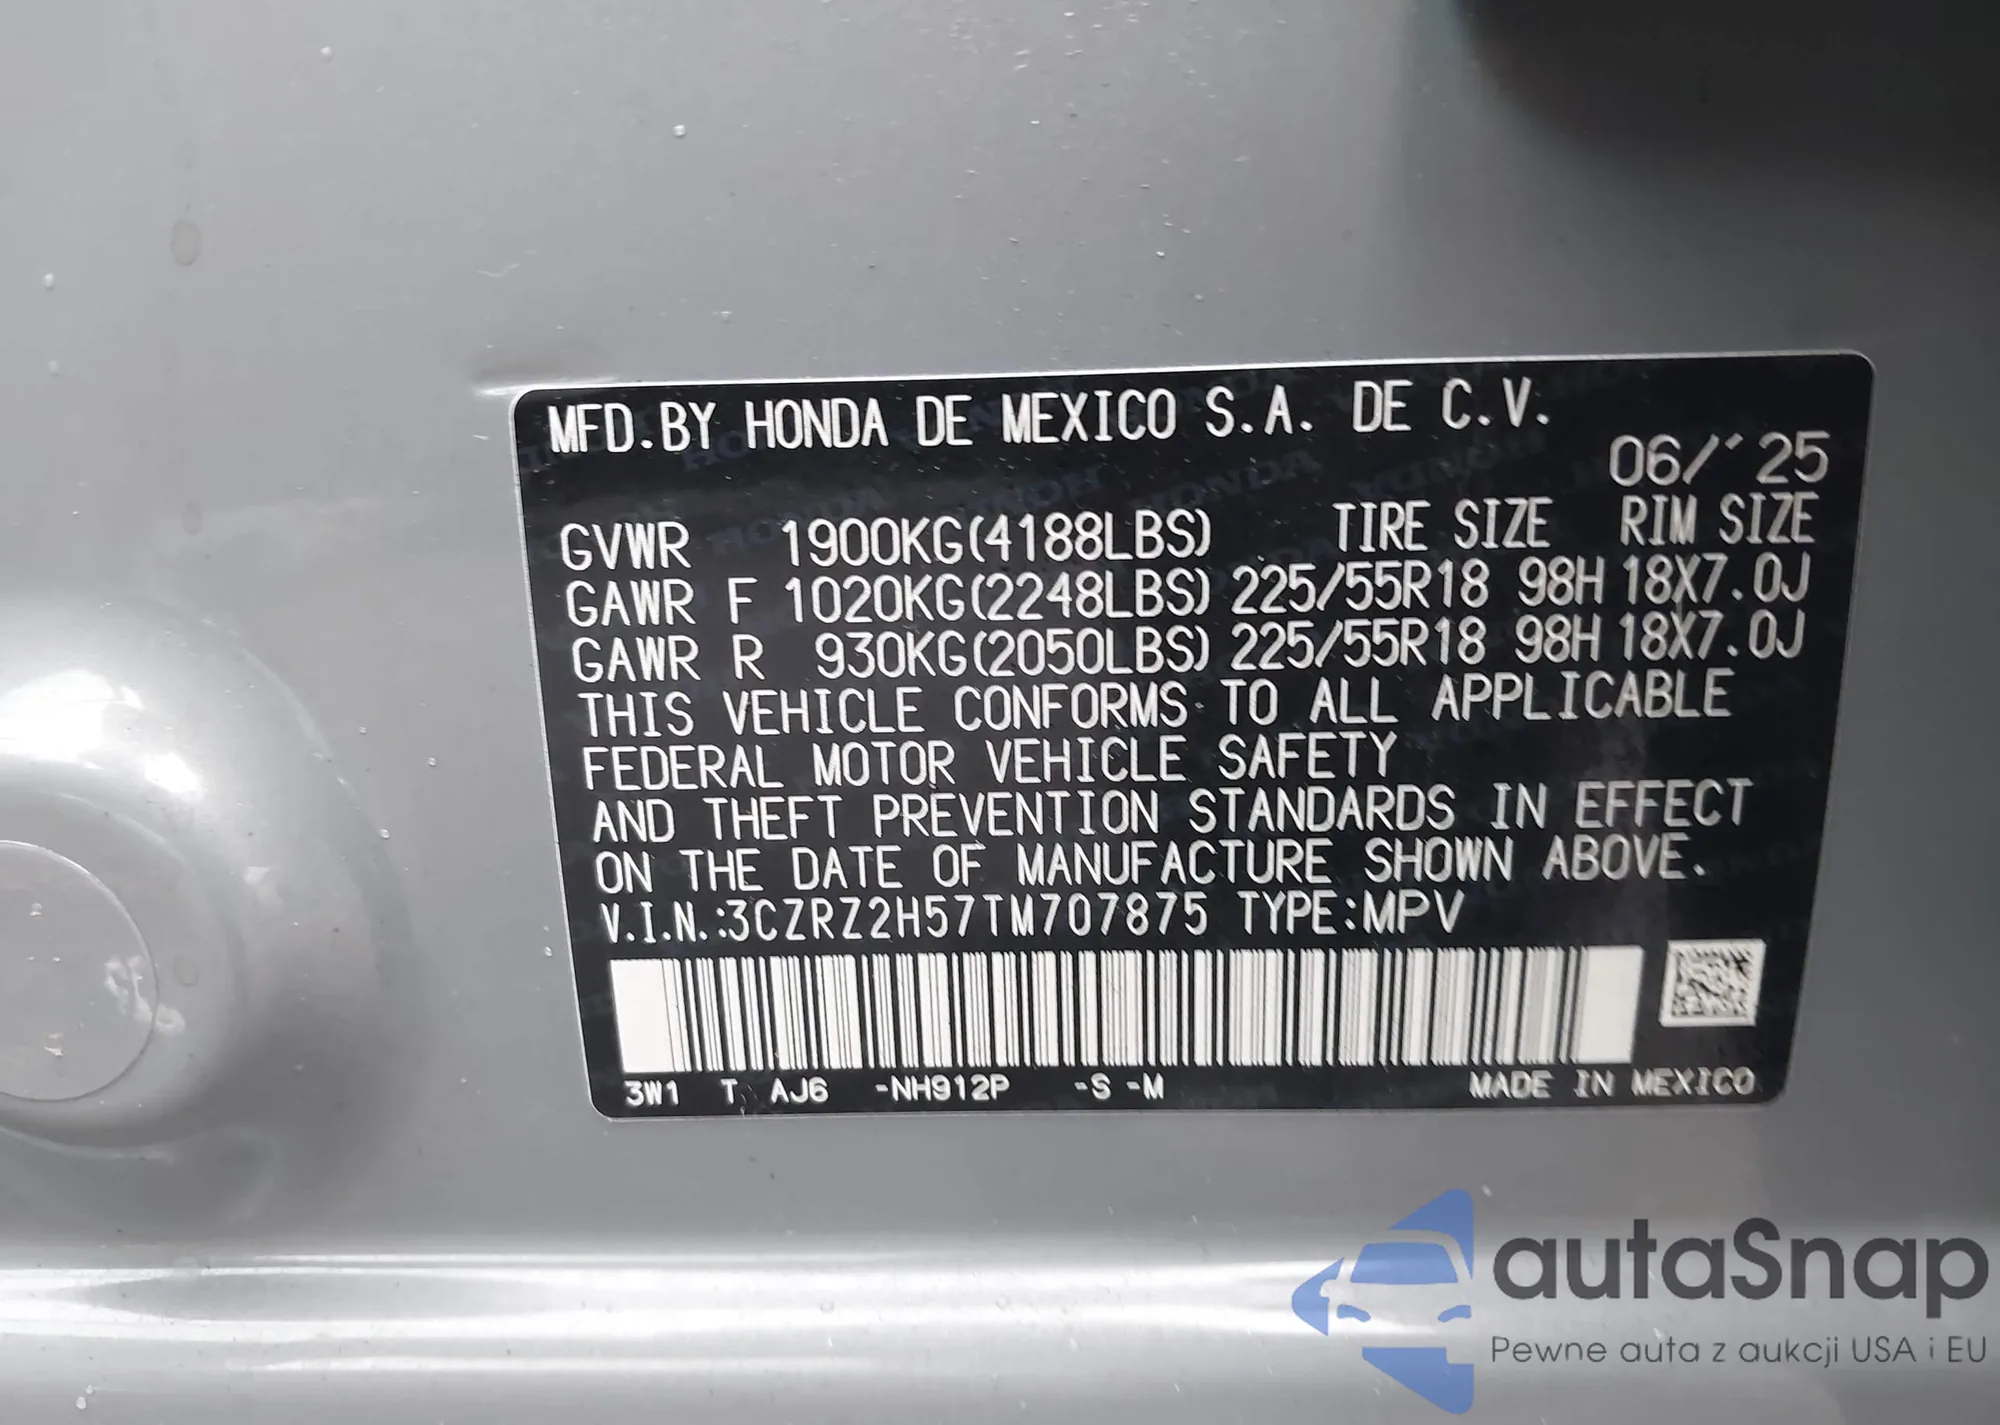 MFD.BY HONDA DE MEXICO S.A. DE C.V.
06/'25
GVWR 1900KG(4188LBS) TIRE SIZE RIM SIZE
GAWR F 1020KG(2248LBS) 225/55R18 98H 18X7.0J
GAWR R 930KG(2050LBS) 225/55R18 98H 18X7.0J
THIS VEHICLE CONFORMS TO ALL APPLICABLE
FEDERAL MOTOR VEHICLE SAFETY
AND THEFT PREVENTION STANDARDS IN EFFECT
ON THE DATE OF MANUFACTURE SHOWN ABOVE.
V.I.N.:3CZRZ2H57TM707875 TYPE:MPV
3W1 T AJ6 -NH912P -S -M MADE IN MEXICO
autaSnap
Pewne auta z aukcji USA i EU